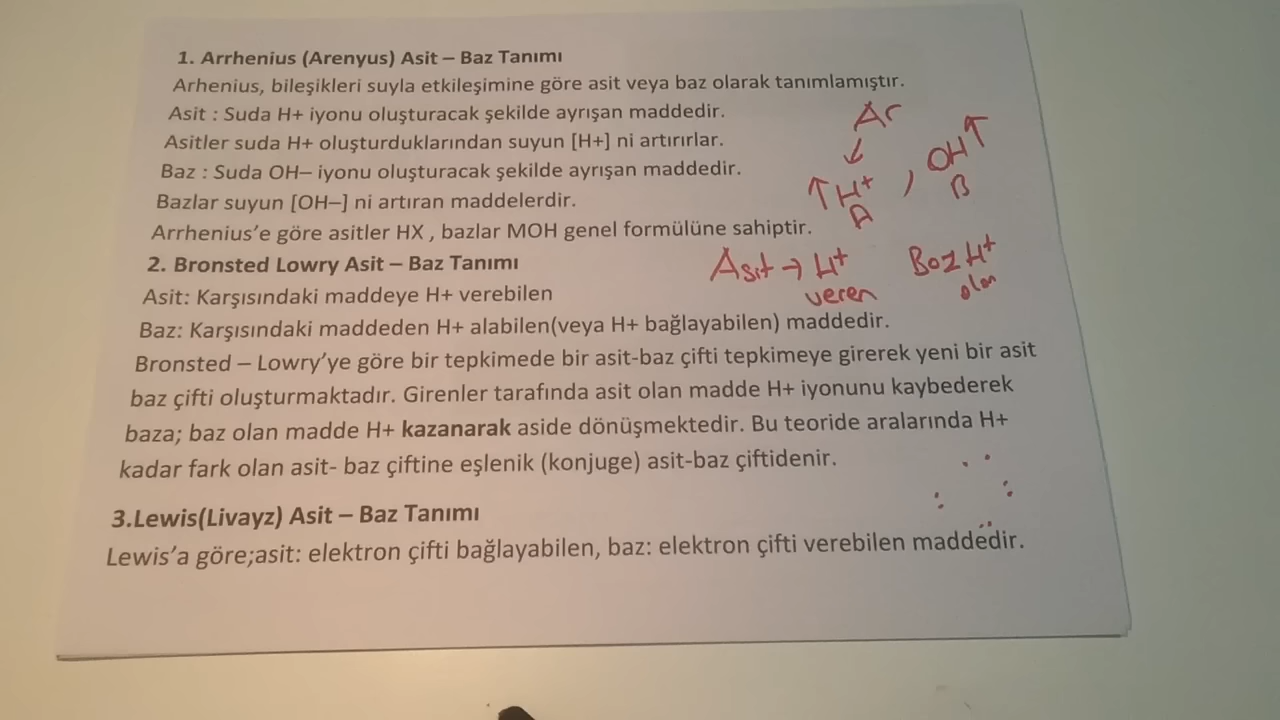 1. Arrhenius (Arenyus) Asit – Baz Tanımı
Arhenius, bileşikleri suyla etkileşimine göre asit veya baz olarak tanımlamıştır.
Asit : Suda H+ iyonu oluşturacak şekilde ayrışan maddedir.
Asitler suda H+ oluşturduklarından suyun [H+] ni artırırlar.
Baz : Suda OH– iyonu oluşturacak şekilde ayrışan maddedir.
Bazlar suyun [OH–] ni artıran maddelerdir.
Arrhenius’e göre asitler HX , bazlar MOH genel formülüne sahiptir.
Ar
↓
↑ H+ , OH ↑
A B
2. Bronsted Lowry Asit – Baz Tanımı
Asit → H+ Baz H+
veren alan
Asit: Karşısındaki maddeye H+ verebilen
Baz: Karşısındaki maddeden H+ alabilen(veya H+ bağlayabilen) maddedir.
Bronsted – Lowry’ye göre bir tepkimede bir asit-baz çifti tepkimeye girerek yeni bir asit
baz çifti oluşturmaktadır. Girenler tarafında asit olan madde H+ iyonunu kaybederek
baza; baz olan madde H+ kazanarak aside dönüşmektedir. Bu teoride aralarında H+
kadar fark olan asit- baz çiftine eşlenik (konjuge) asit-baz çiftidenir.
3.Lewis(Livayz) Asit – Baz Tanımı
Lewis’a göre;asit: elektron çifti bağlayabilen, baz: elektron çifti verebilen maddedir.